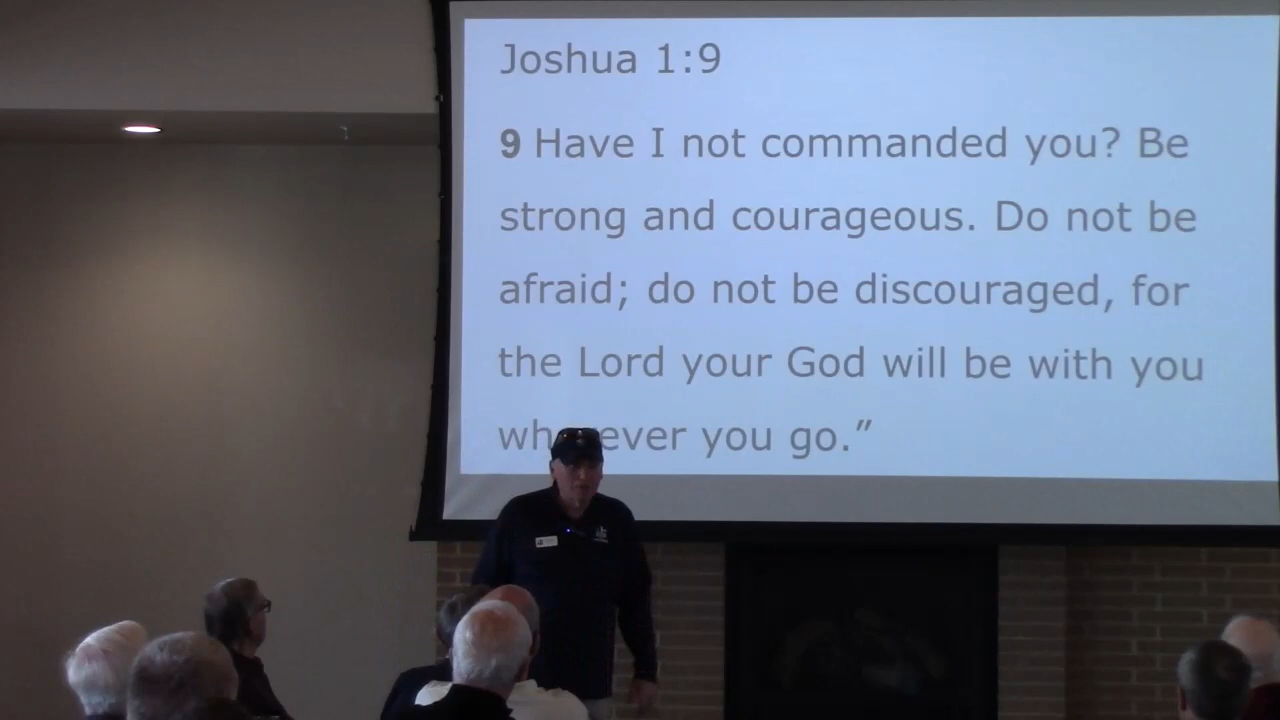 Joshua 1:9
9 Have I not commanded you? Be
strong and courageous. Do not be
afraid; do not be discouraged, for
the Lord your God will be with you
wherever you go.”